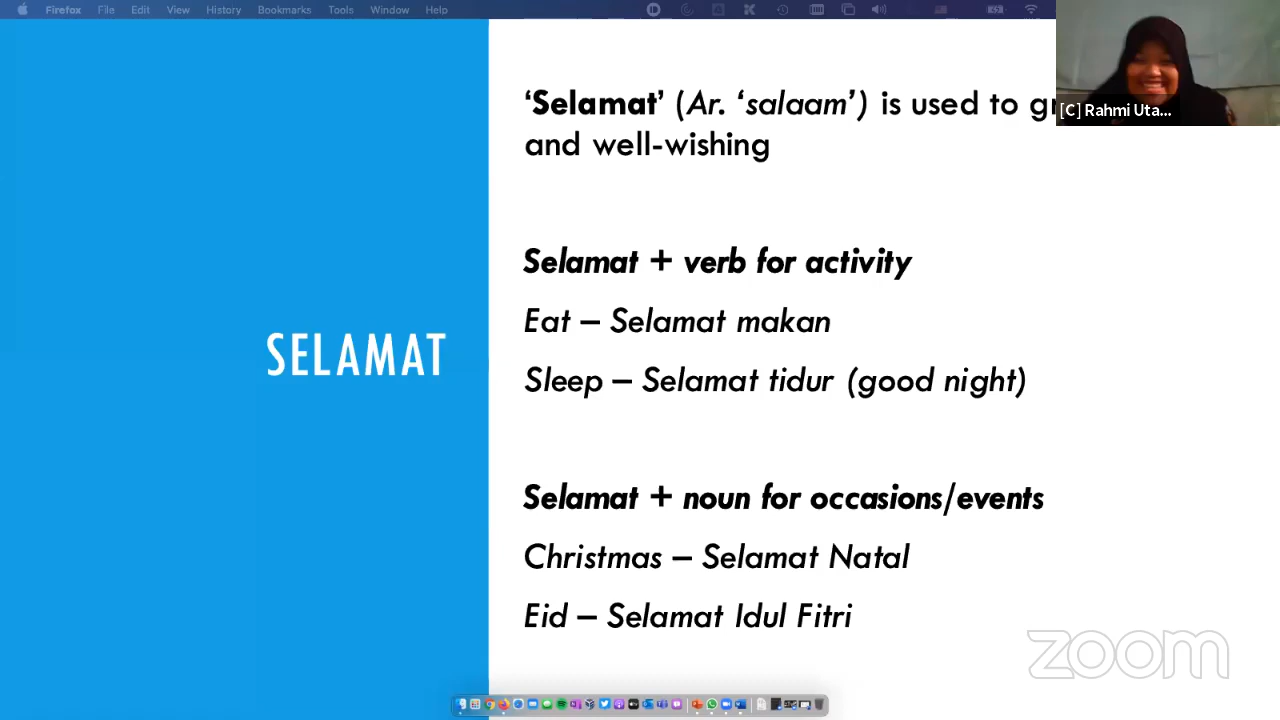 Firefox File Edit View History Bookmarks Tools Window Help
‘Selamat’ (Ar. ‘salaam’) is used to
and well-wishing
[C] Rahmi Uta...
Selamat + verb for activity
Eat – Selamat makan
Sleep – Selamat tidur (good night)
SELAMAT
Selamat + noun for occasions/events
Christmas – Selamat Natal
Eid – Selamat Idul Fitri
zoom